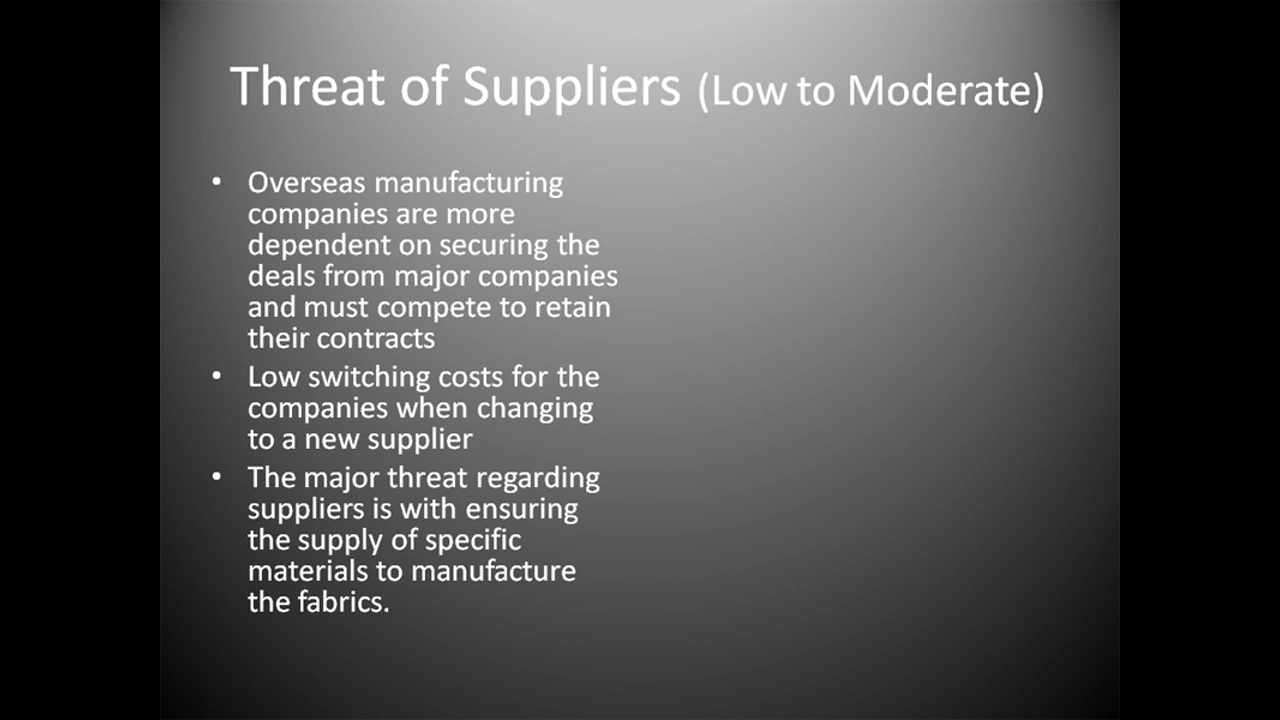 Threat of Suppliers (Low to Moderate)
• Overseas manufacturing
companies are more
dependent on securing the
deals from major companies
and must compete to retain
their contracts
• Low switching costs for the
companies when changing
to a new supplier
• The major threat regarding
suppliers is with ensuring
the supply of specific
materials to manufacture
the fabrics.